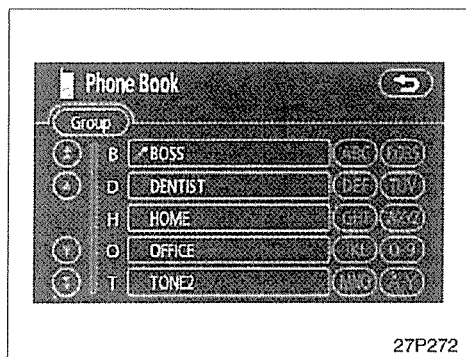 Phone Book
Group
B BOSS
D DENTIST
H HOME
O OFFICE
T TONE2
ABC
DEF TUV
GHI
JKL 0-9
MNO
27P272